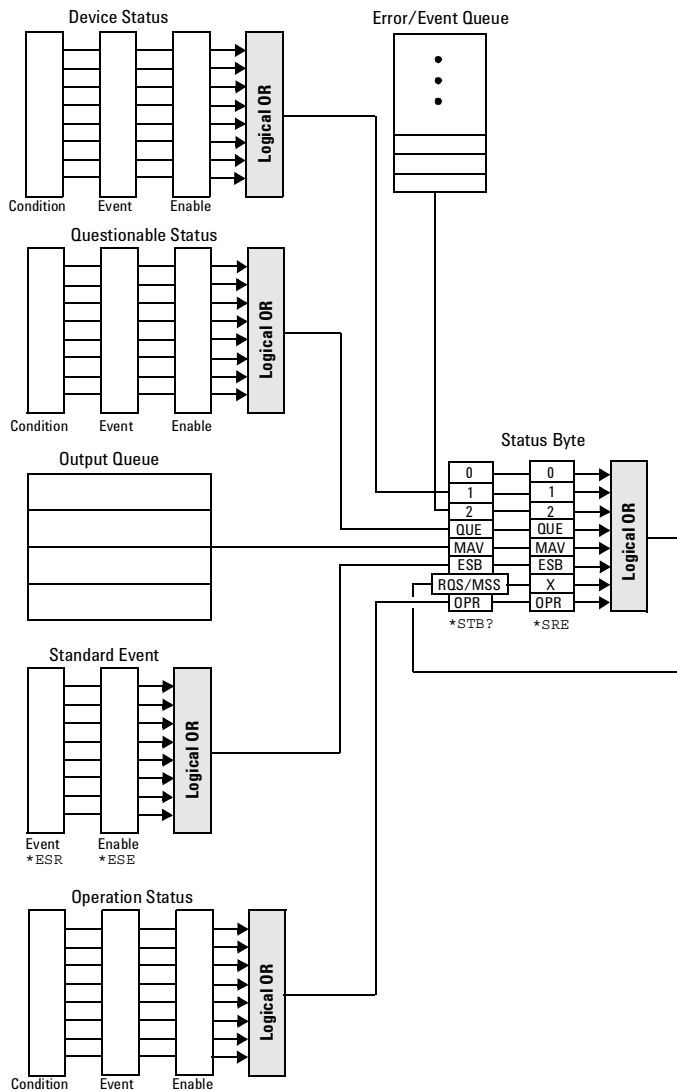 Device Status
Logical OR
Condition Event Enable
Error/Event Queue
Questionable Status
Logical OR
Condition Event Enable
Output Queue
Status Byte
0 0
1 1
2 2
QUE QUE
MAV MAV
ESB ESB
RQS/MSS X
OPR OPR
*STB? *SRE
Logical OR
Standard Event
Logical OR
Event Enable
*ESR *ESE
Operation Status
Logical OR
Condition Event Enable